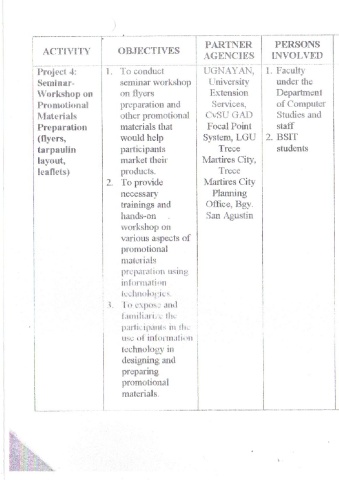 ACTIVITY
OBJECTIVES
PARTNER
AGENCIES
PERSONS
INVOLVED
Project 4:
Seminar-
Workshop on
Promotional
Materials
Preparation
(flyers,
tarpaulin
layout,
leaflets)
1. To conduct
seminar workshop
on flyers
preparation and
other promotional
materials that
would help
participants
market their
products.
2. To provide
necessary
trainings and
hands-on
workshop on
various aspects of
promotional
materials
preparation using
information
technologies.
3. To expose and
familiarize the
participants in the
use of information
technology in
designing and
preparing
promotional
materials
UGNAYAN,
University
Extension
Services,
CvSU GAD
Focal Point
System, LGU
Trece
Martires City,
Trece
Martires City
Planning
Office, Bgy.
San Agustin
1. Faculty
under the
Department
of Computer
Studies and
staff
2. BSIT
students